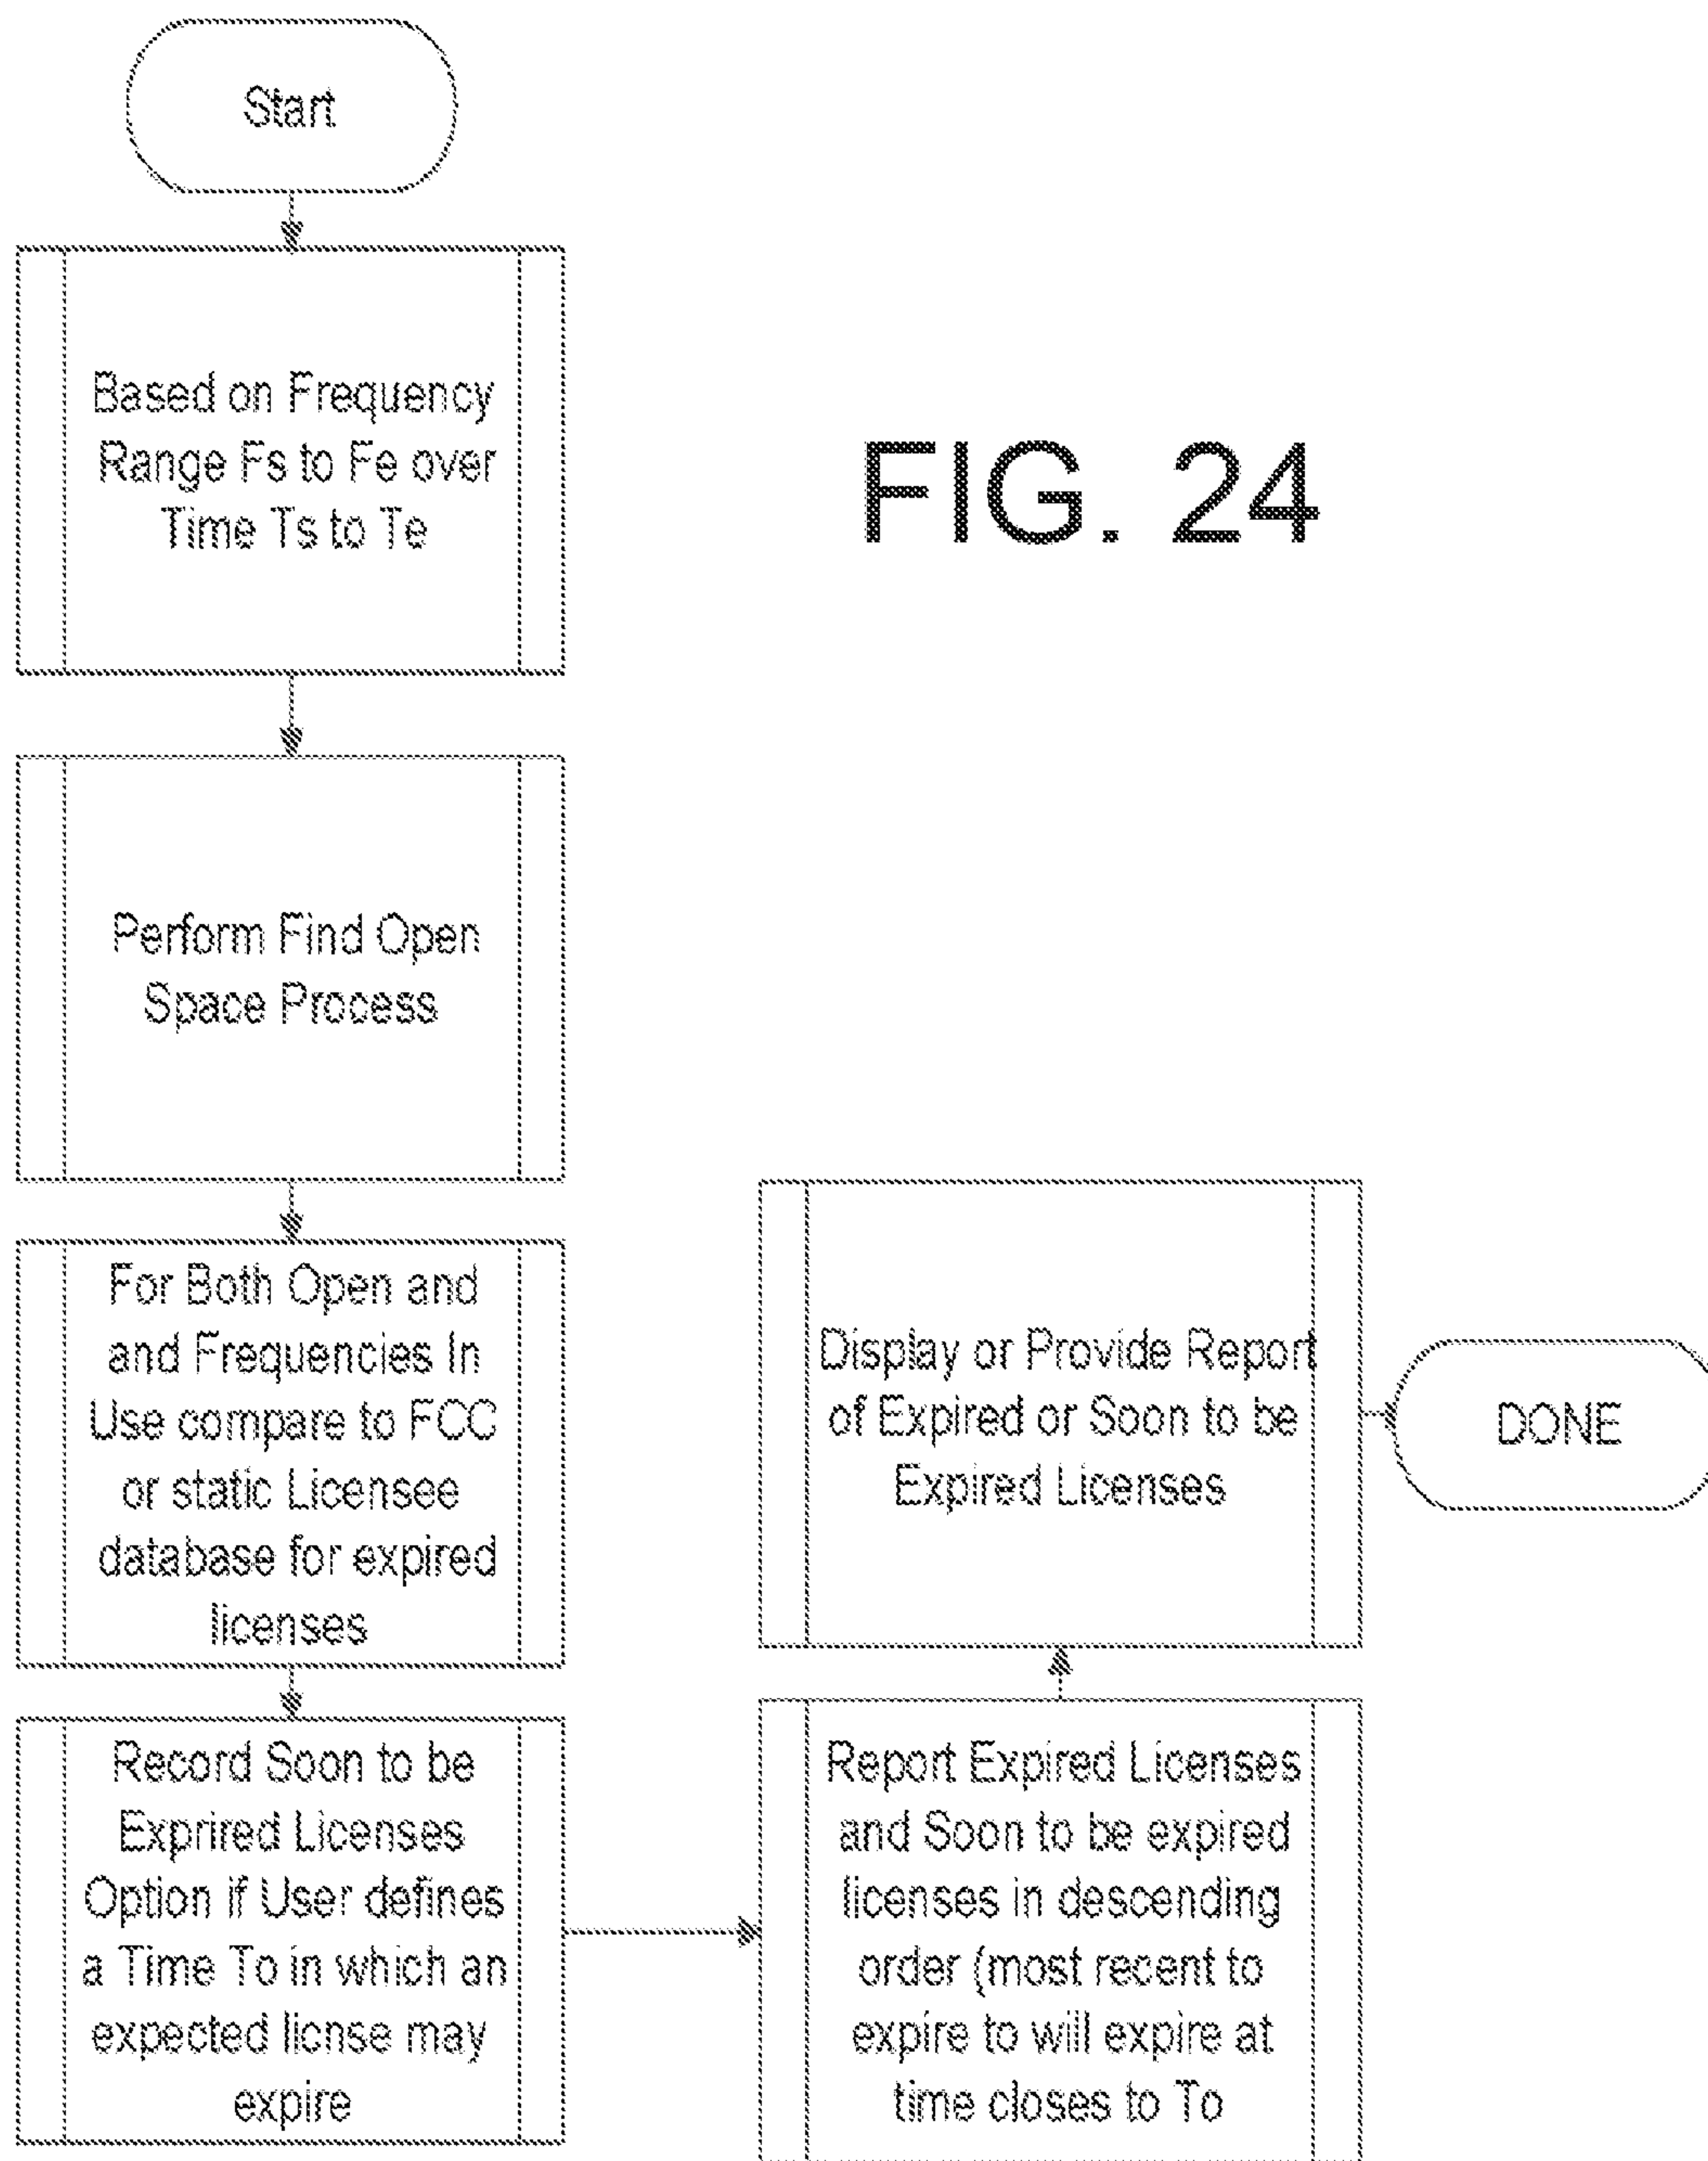 Start
Based on Frequency
Range Fs to Fe over
Time Ts to Te
FIG. 24
Perform Find Open
Space Process
For Both Open and
and Frequencies In
Use compare to FCC
or static Licensee
database for expired
licenses
Record Soon to be
Exprired Licenses
Option if User defines
a Time To in which an
expected licnse may
expire
Report Expired Licenses
and Soon to be expired
licenses in descending
order (most recent to
expire to will expire at
time closes to To
Display or Provide Report
of Expired or Soon to be
Expired Licenses
DONE